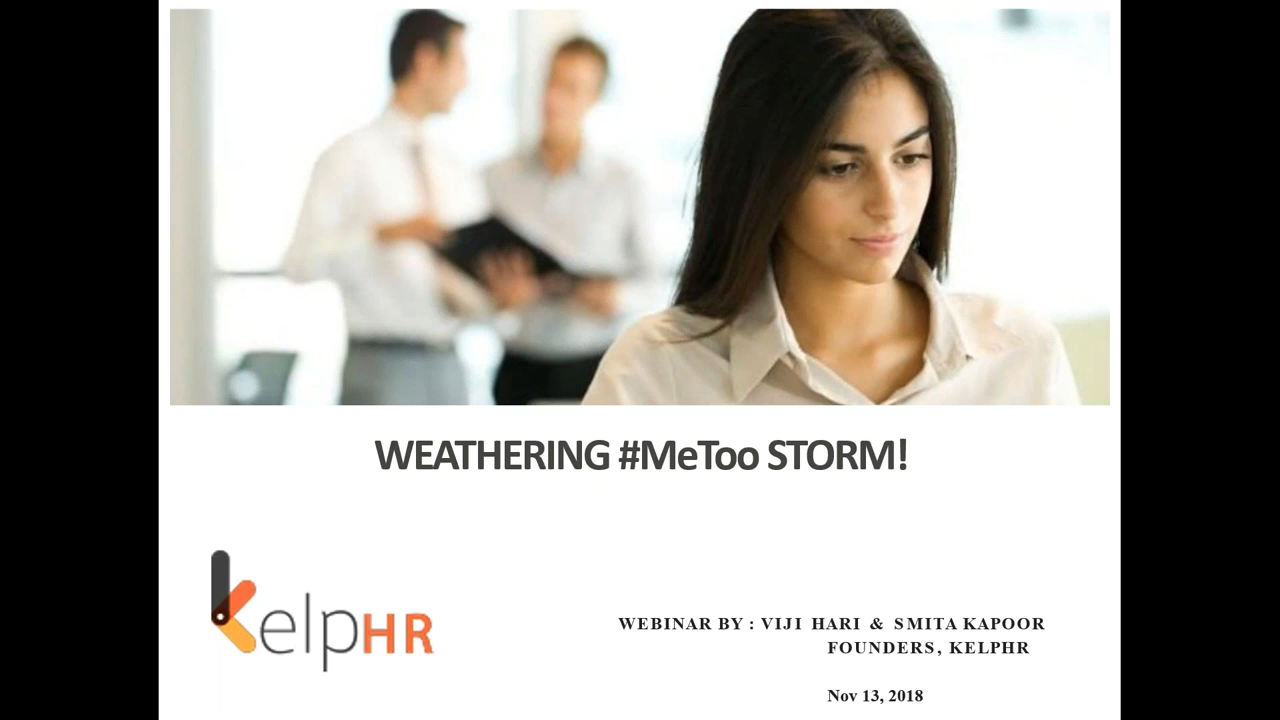 WEATHERING #MeToo STORM!
kelpHR
WEBINAR BY : VIJI HARI & SMITA KAPOOR
FOUNDERS, KELPHR
Nov 13, 2018